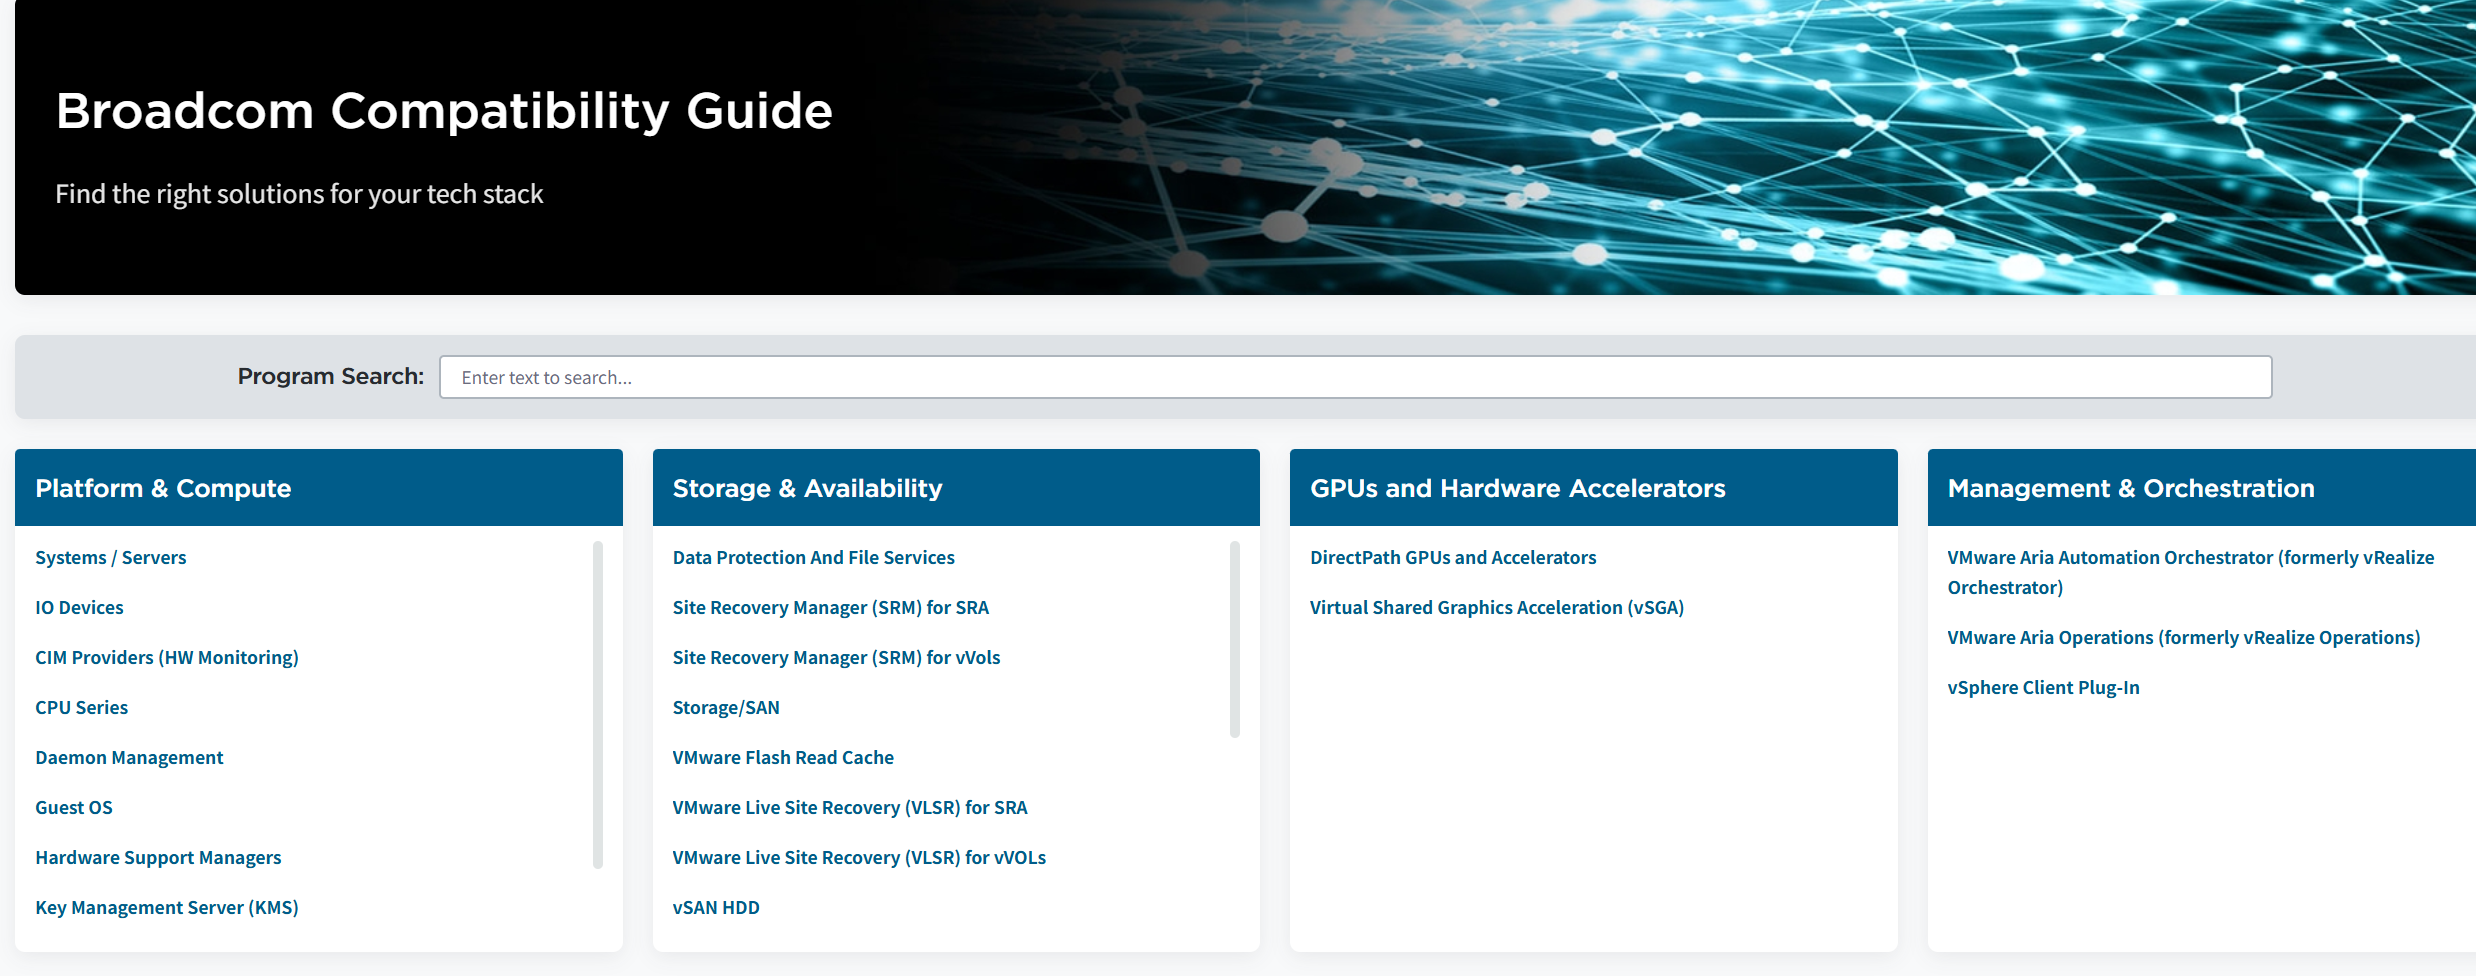 Broadcom Compatibility Guide
Find the right solutions for your tech stack
Program Search:
Enter text to search...
Platform & Compute
Systems / Servers
IO Devices
CIM Providers (HW Monitoring)
CPU Series
Daemon Management
Guest OS
Hardware Support Managers
Key Management Server (KMS)
Storage & Availability
Data Protection And File Services
Site Recovery Manager (SRM) for SRA
Site Recovery Manager (SRM) for vVols
Storage/SAN
VMware Flash Read Cache
VMware Live Site Recovery (VLSR) for SRA
VMware Live Site Recovery (VLSR) for vVOLs
vSAN HDD
GPUs and Hardware Accelerators
DirectPath GPUs and Accelerators
Virtual Shared Graphics Acceleration (vSGA)
Management & Orchestration
VMware Aria Automation Orchestrator (formerly vRealize
Orchestrator)
VMware Aria Operations (formerly vRealize Operations)
vSphere Client Plug-In